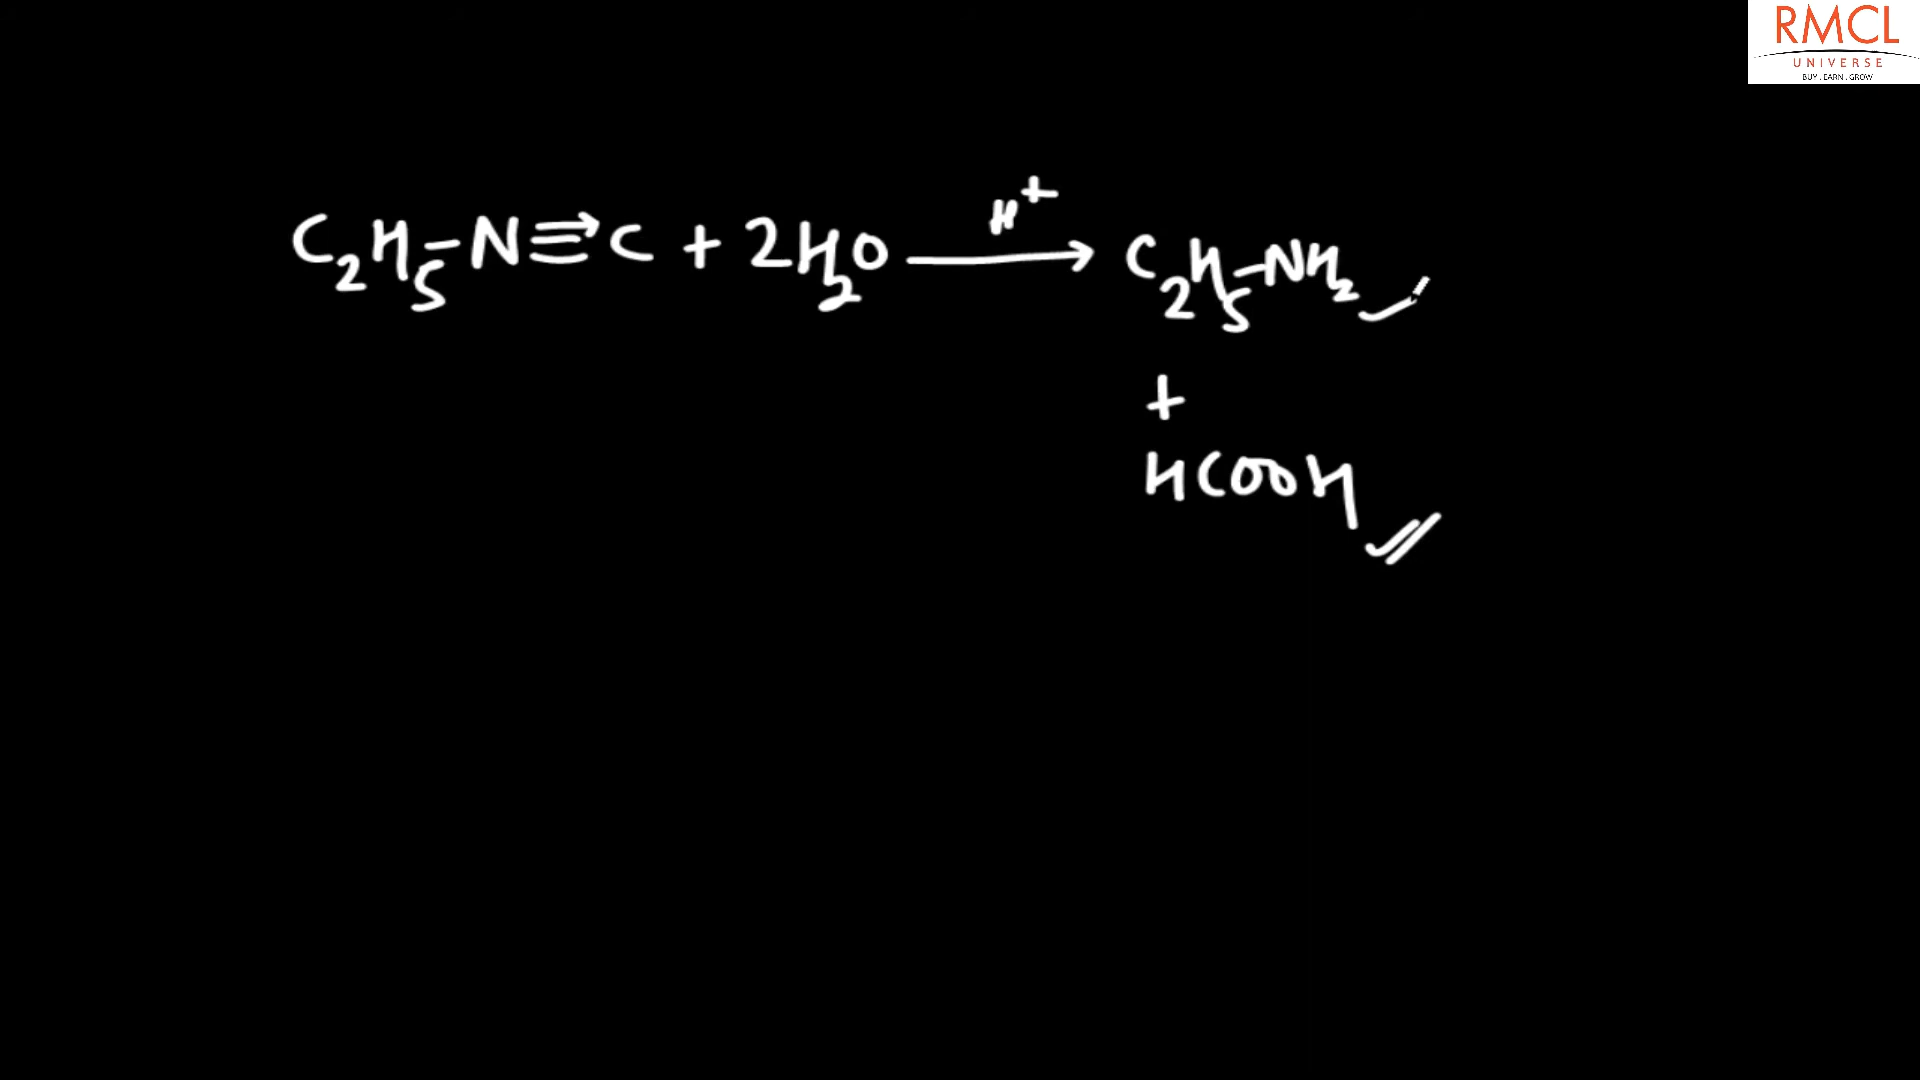 RMCL
UNIVERSE
BUY . EARN . GROW
C₂H₅-N≡C + 2H₂O ⟶ C₂H₅-NH₂
H⁺
+
HCOOH